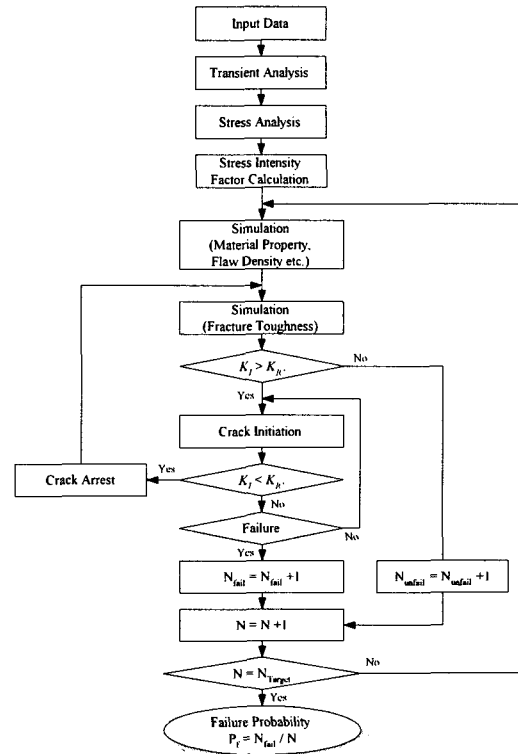 Input Data
Transient Analysis
Stress Analysis
Stress Intensity
Factor Calculation
Simulation
(Material Property,
Flaw Density etc.)
Simulation
(Fracture Toughness)
K_I > K_IC
No
Yes
Crack Initiation
Crack Arrest
Yes
K_I < K_IC
No
Failure
No
Yes
N_fail = N_fail +1
N_unfail = N_unfail +1
N = N +1
N = N_Target
No
Yes
Failure Probability
P_f = N_fail / N